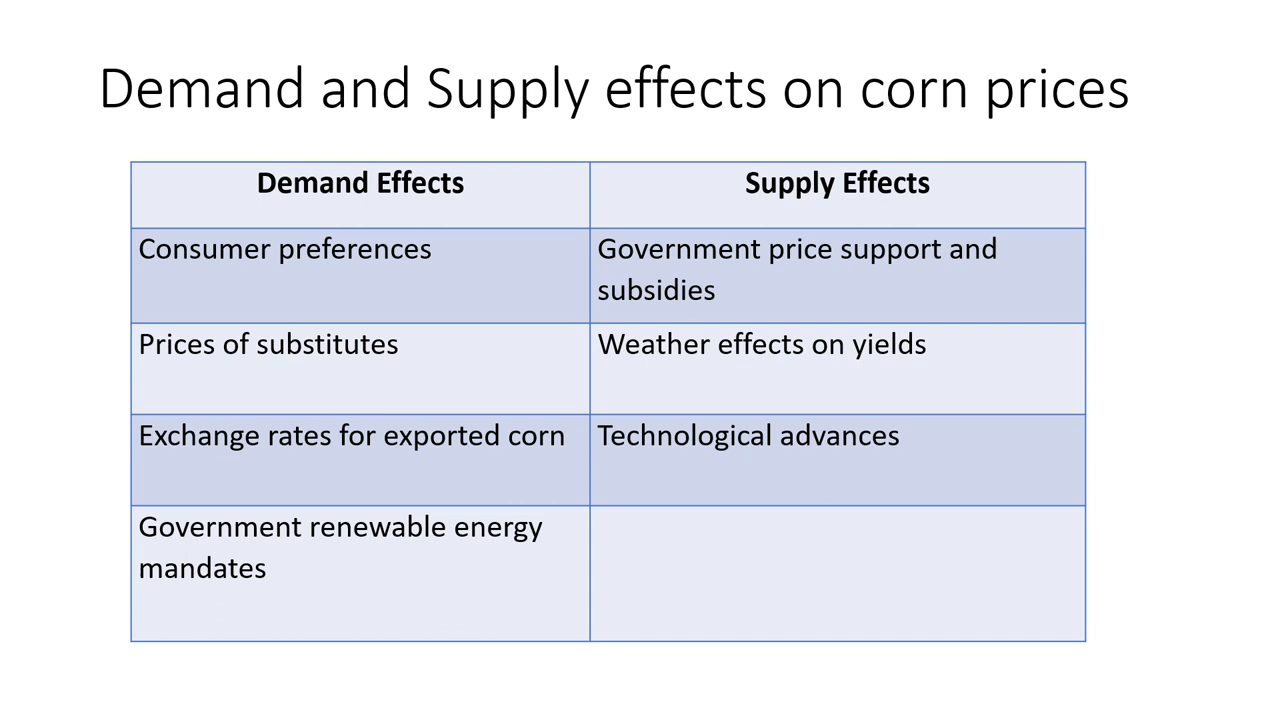 Demand and Supply effects on corn prices
Demand Effects
Supply Effects
Consumer preferences
Government price support and
subsidies
Prices of substitutes
Weather effects on yields
Exchange rates for exported corn
Technological advances
Government renewable energy
mandates